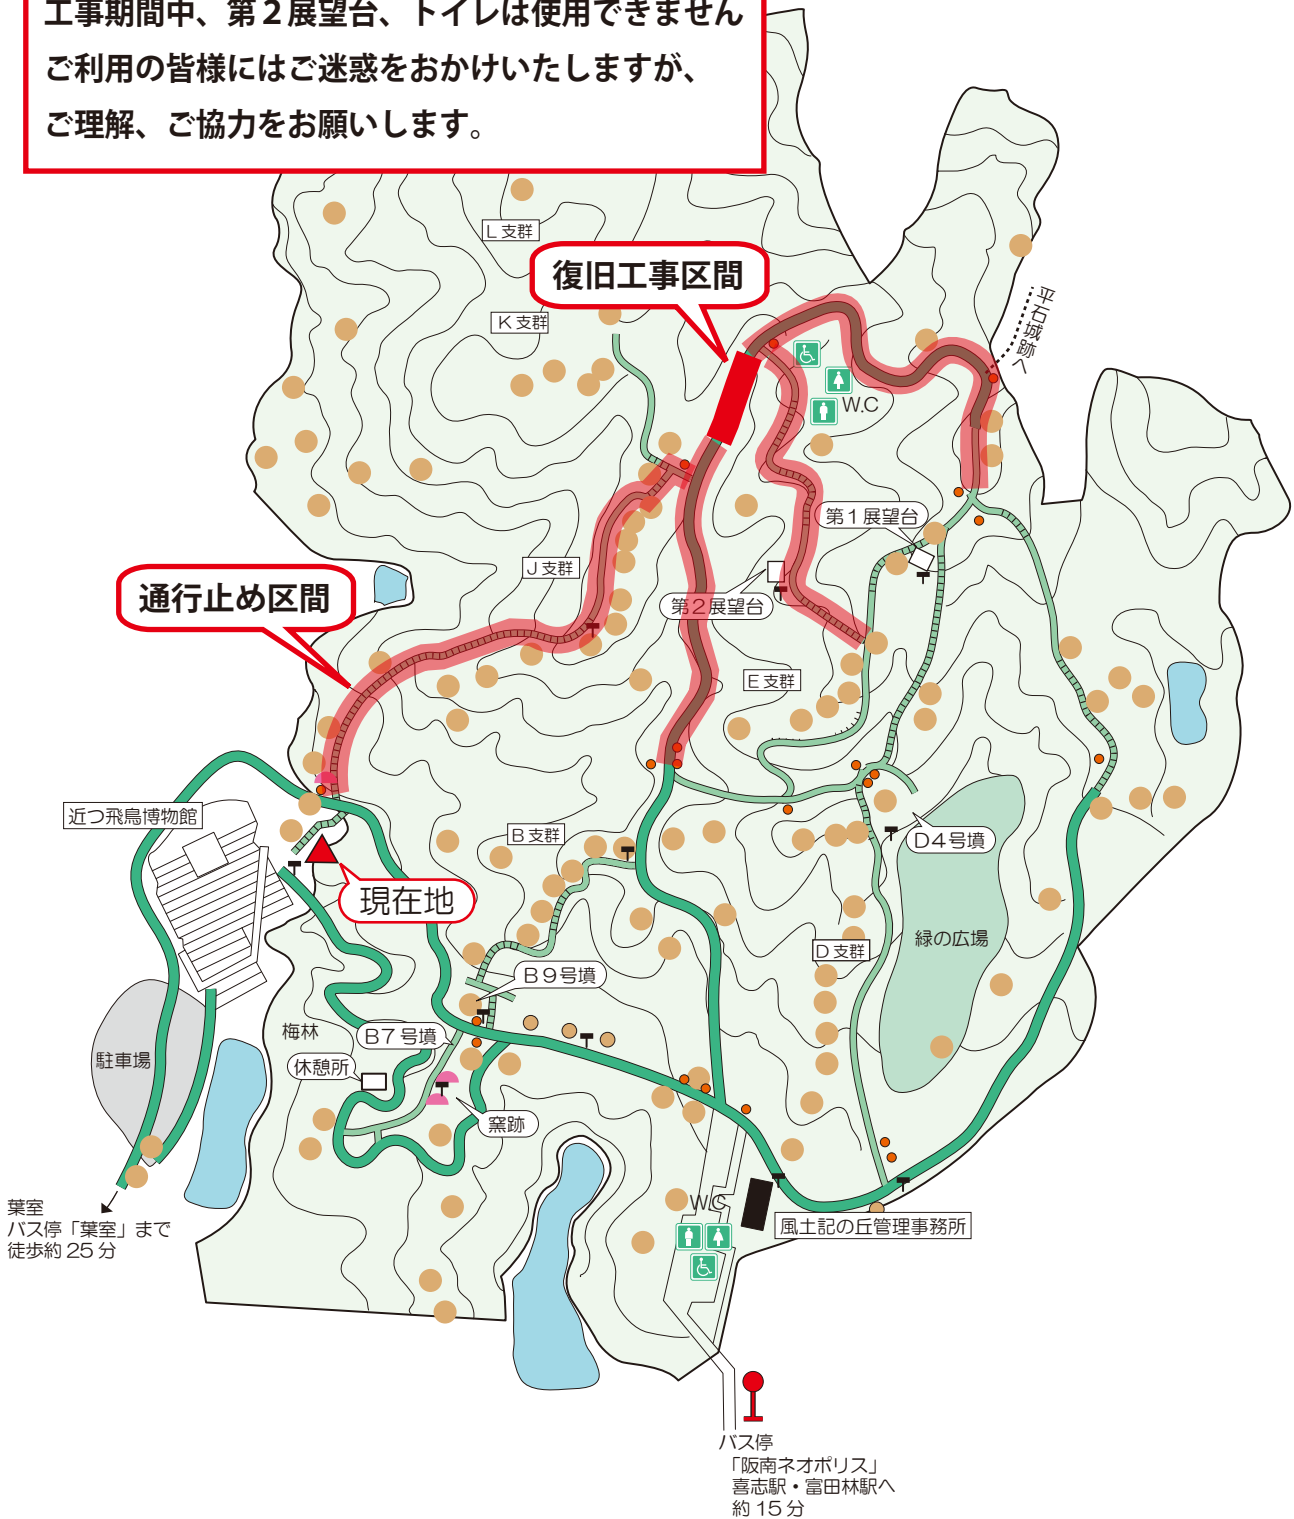 工事期間中、第２展望台、トイレは使用できません
ご利用の皆様にはご迷惑をおかけいたしますが、
ご理解、ご協力をお願いします。
Ｌ支群
復旧工事区間
平石城跡へ
Ｋ支群
W.C
第１展望台
Ｊ支群
通行止め区間
第２展望台
Ｅ支群
近つ飛鳥博物館
Ｂ支群
Ｄ４号墳
現在地
緑の広場
Ｄ支群
Ｂ９号墳
梅林
Ｂ７号墳
駐車場
休憩所
窯跡
葉室
バス停「葉室」まで
徒歩約 25 分
W.C
風土記の丘管理事務所
バス停
「阪南ネオポリス」
喜志駅・富田林駅へ
約 15 分